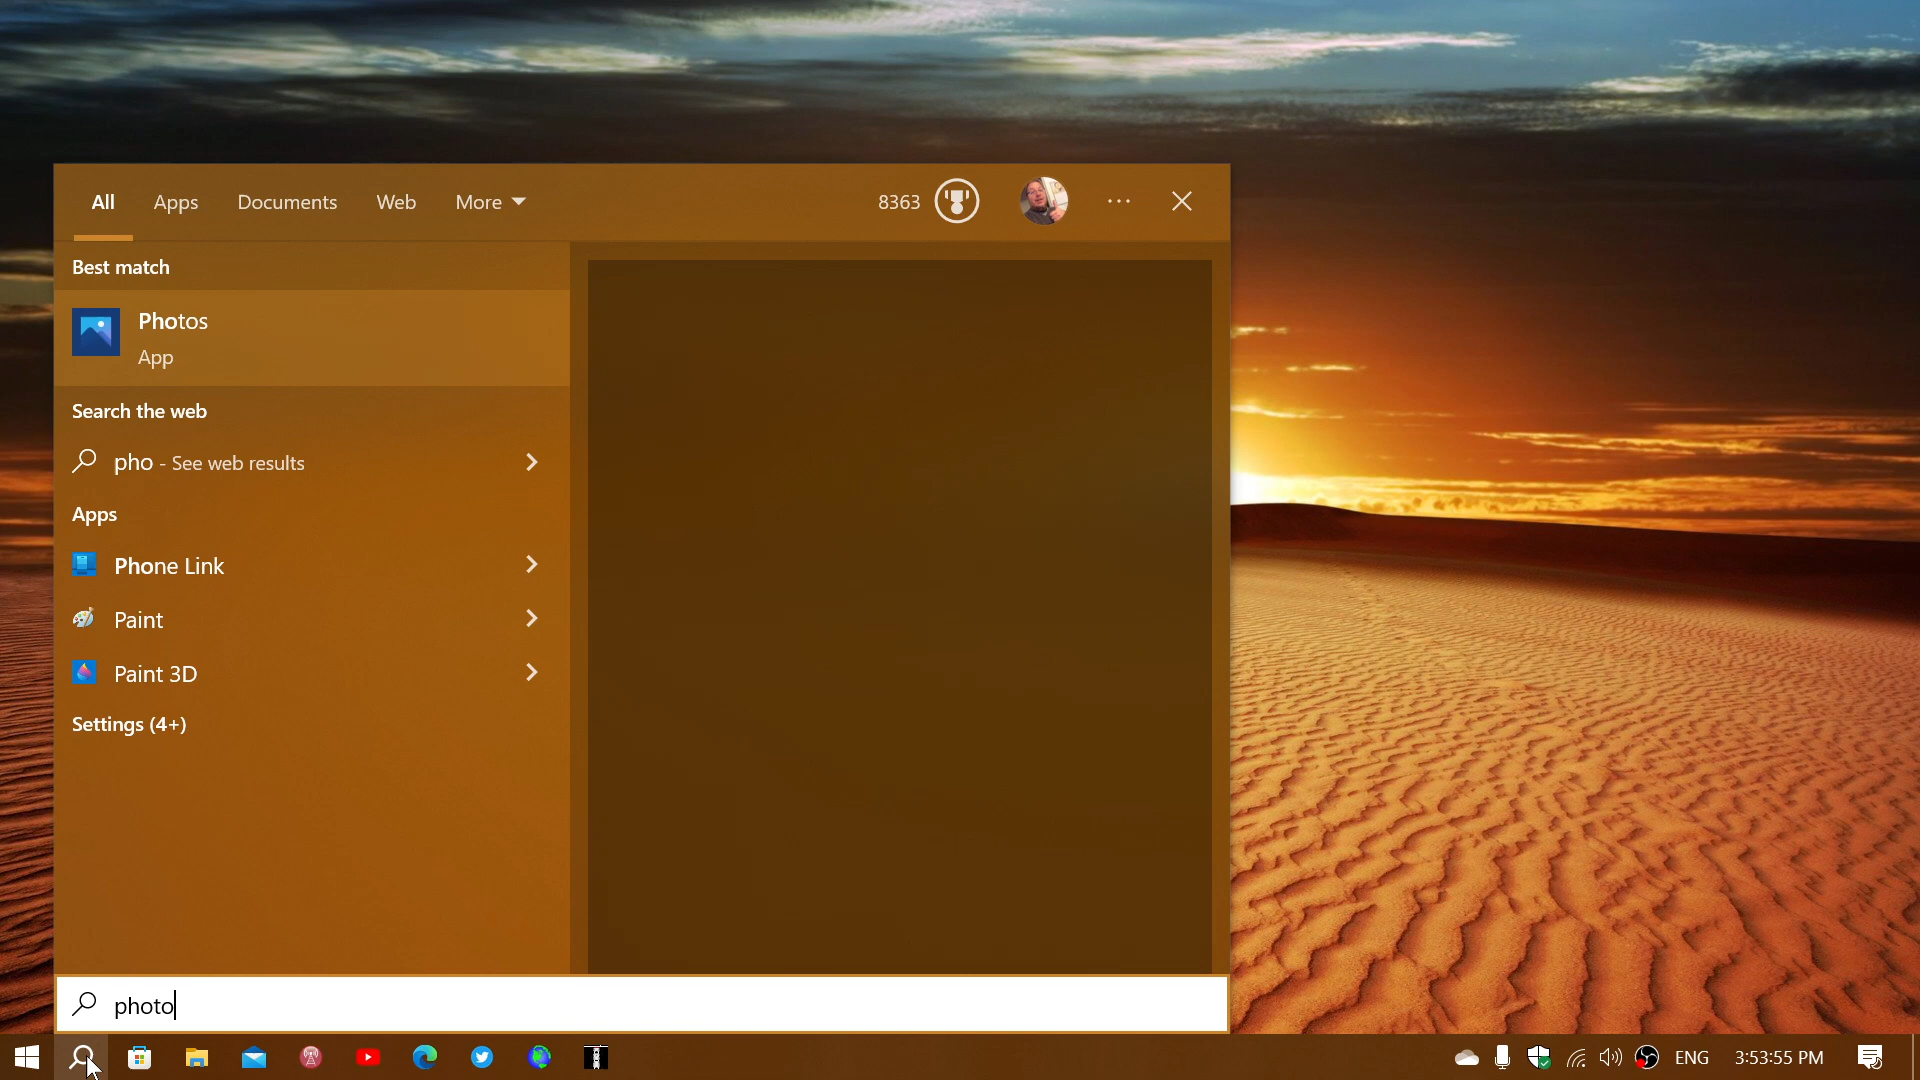 All Apps Documents Web More 8363
Best match
Photos
App
Search the web
pho - See web results
Apps
Phone Link
Paint
Paint 3D
Settings (4+)
photo
ENG 3:53:55 PM